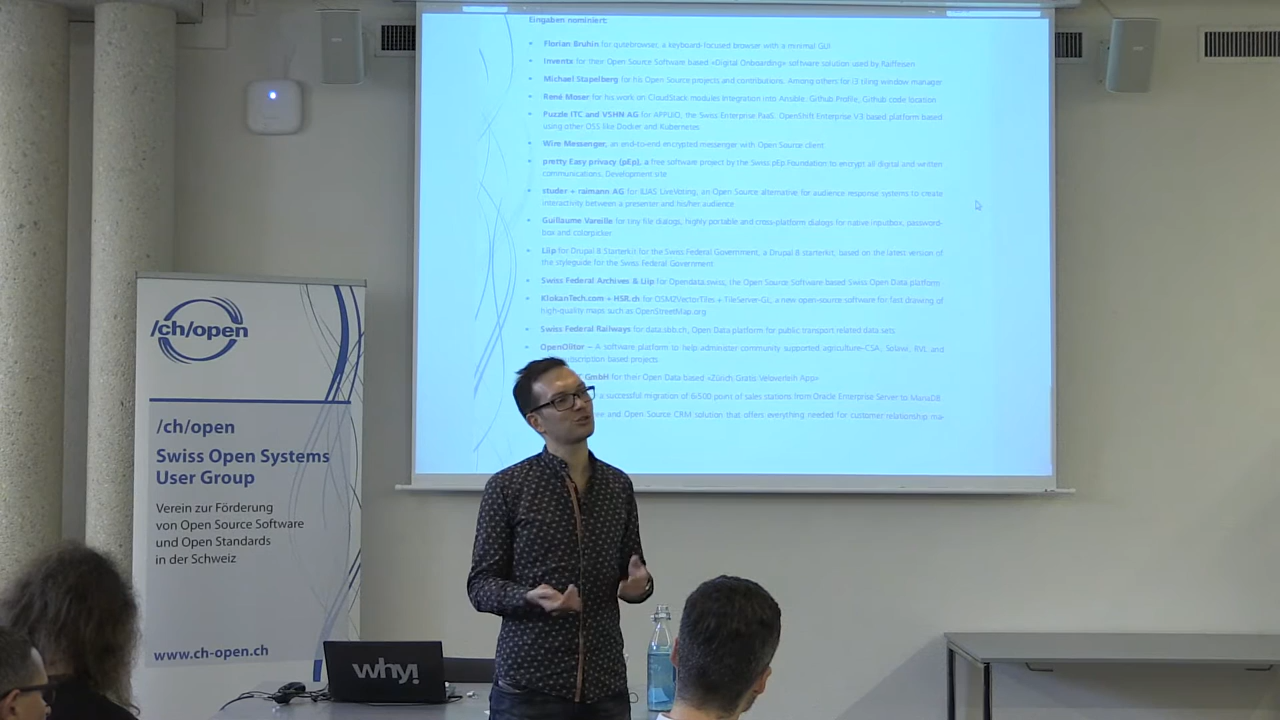 Eingaben nominiert:
Florian Bruhin for qutebrowser, a keyboard-focused browser with a minimal GUI
Inventx for their Open Source Software based «Digital Onboarding» software solution used by Raiffeisen
Michael Stapelberg for his Open Source projects and contributions. Among others for i3 tiling window manager
René Moser for his work on CloudStack modules integration into Ansible. Github Profile, Github code location
Puzzle ITC and VSHN AG for APPUiO, the Swiss Enterprise PaaS. OpenShift Enterprise V3 based platform based
using other OSS like Docker and Kubernetes
Wire Messenger, an end-to-end encrypted messenger with Open Source client
pretty Easy privacy (pEp), a free software project by the Swiss pEp Foundation to encrypt all digital and written
communications. Development site
studer + raimann AG for ILIAS LiveVoting, an Open Source alternative for audience response systems to create
interactivity between a presenter and his/her audience
Guillaume Vareille for tiny file dialogs, highly portable and cross-platform dialogs for native inputbox, password-
box and colorpicker
Liip for Drupal 8 Starterkit for the Swiss Federal Government, a Drupal 8 starterkit, based on the latest version of
the styleguide for the Swiss Federal Government
Swiss Federal Archives & Liip for Opendata.swiss, the Open Source Software based Swiss Open Data platform
KlokanTech.com + HSR.ch for OSM2VectorTiles + TileServer-GL, a new open-source software for fast drawing of
high-quality maps such as OpenStreetMap.org
Swiss Federal Railways for data.sbb.ch, Open Data platform for public transport related data sets
OpenOlitor – A software platform to help administer community supported agriculture-CSA, Solawi, RVL and
subscription based projects
GmbH for their Open Data based «Zürich Gratis Veloverleih App»
a successful migration of 6500 point of sales stations from Oracle Enterprise Server to MariaDB
and Open Source CRM solution that offers everything needed for customer relationship ma-
/ch/open
/ch/open
Swiss Open Systems
User Group
Verein zur Förderung
von Open Source Software
und Open Standards
in der Schweiz
www.ch-open.ch
why!